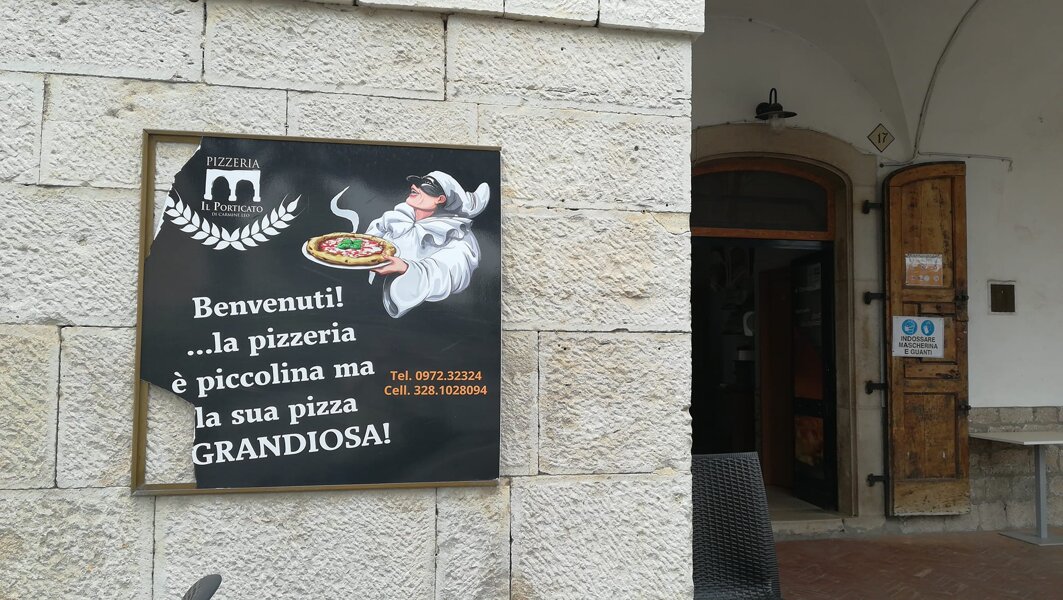 PIZZERIA
IL PORTICATO
DI CARMINE LEO
Benvenuti!
...la pizzeria
è piccolina ma
la sua pizza
GRANDIOSA!
Tel. 0972.32324
Cell. 328.1028094
17
INDOSSARE
MASCHERINA
E GUANTI